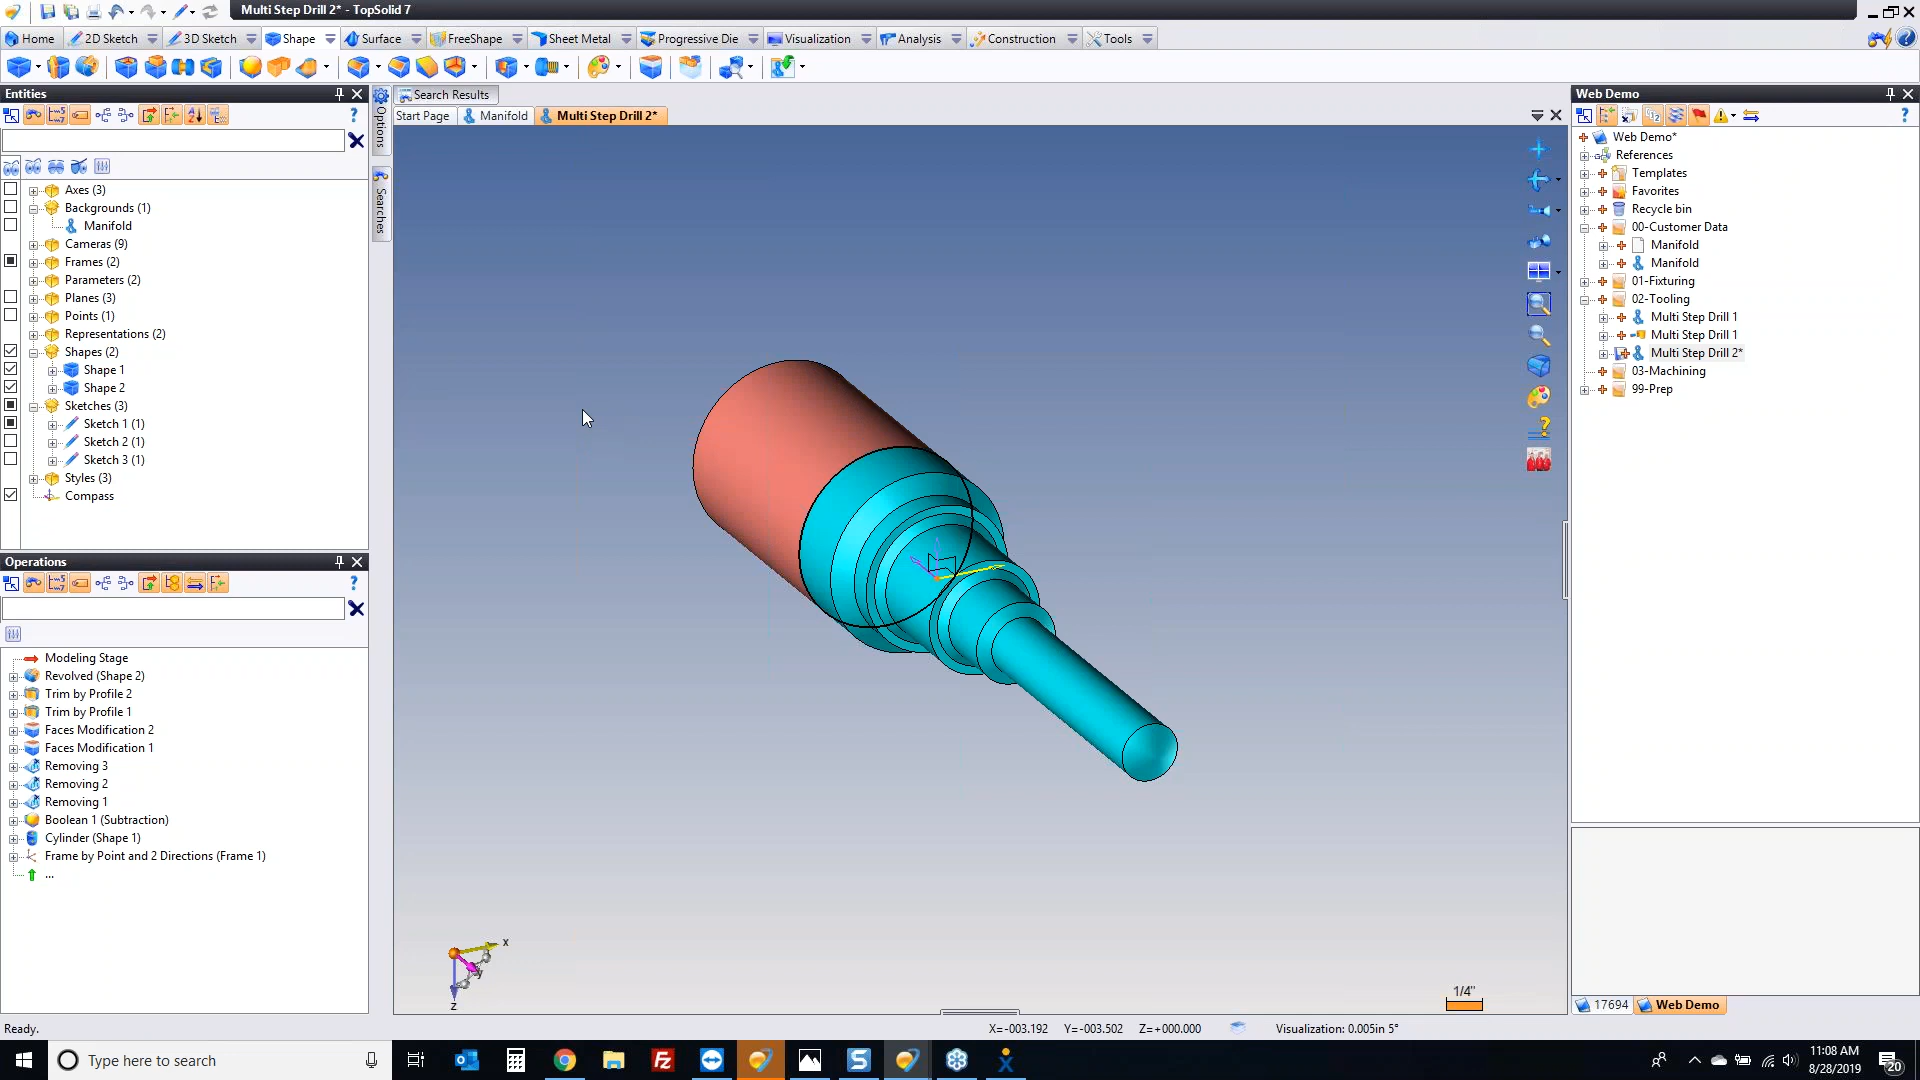 Multi Step Drill 2* - TopSolid 7
Home 2D Sketch 3D Sketch Shape Surface FreeShape Sheet Metal Progressive Die Visualization Analysis Construction Tools
Entities
Axes (3)
Backgrounds (1)
Manifold
Cameras (9)
Frames (2)
Parameters (2)
Planes (3)
Points (1)
Representations (2)
Shapes (2)
Shape 1
Shape 2
Sketches (3)
Sketch 1 (1)
Sketch 2 (1)
Sketch 3 (1)
Styles (3)
Compass
Operations
Modeling Stage
Revolved (Shape 2)
Trim by Profile 2
Trim by Profile 1
Faces Modification 2
Faces Modification 1
Removing 3
Removing 2
Removing 1
Boolean 1 (Subtraction)
Cylinder (Shape 1)
Frame by Point and 2 Directions (Frame 1)
...
Options
Searches
Search Results
Start Page Manifold Multi Step Drill 2*
x
z
1/4"
Web Demo
Web Demo*
References
Templates
Favorites
Recycle bin
00-Customer Data
Manifold
Manifold
01-Fixturing
02-Tooling
Multi Step Drill 1
Multi Step Drill 1
Multi Step Drill 2*
03-Machining
99-Prep
17694 Web Demo
Ready.
X=-003.192 Y=-003.502 Z=+000.000 Visualization: 0.005in 5°
Type here to search
11:08 AM
8/28/2019
20